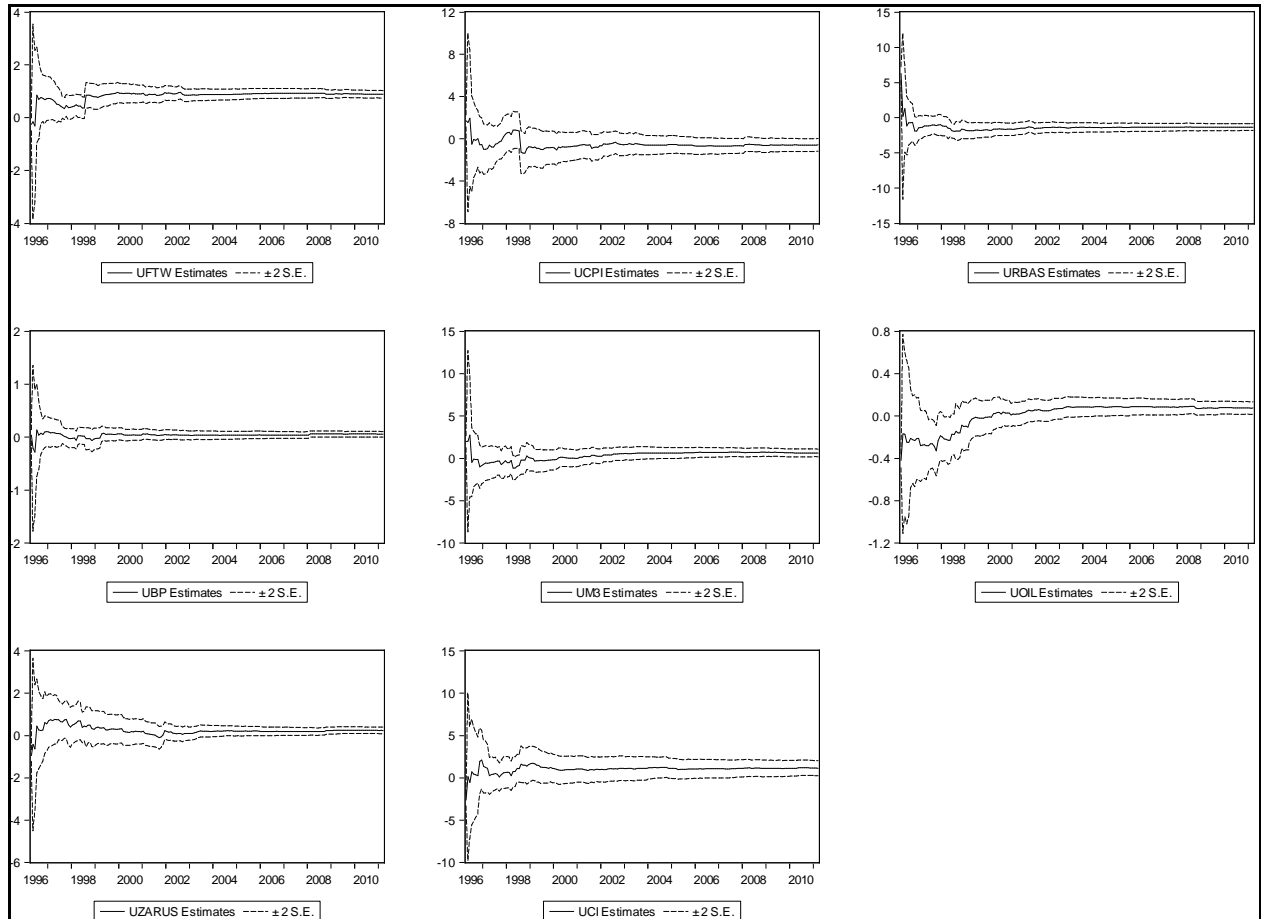 4
2
0
-2
-4
1996 1998 2000 2002 2004 2006 2008 2010
UFTW Estimates ± 2 S.E.
12
8
4
0
-4
-8
1996 1998 2000 2002 2004 2006 2008 2010
UCPI Estimates ± 2 S.E.
15
10
5
0
-5
-10
-15
1996 1998 2000 2002 2004 2006 2008 2010
URBAS Estimates ± 2 S.E.
2
1
0
-1
-2
1996 1998 2000 2002 2004 2006 2008 2010
UBP Estimates ± 2 S.E.
15
10
5
0
-5
-10
1996 1998 2000 2002 2004 2006 2008 2010
UM3 Estimates ± 2 S.E.
0.8
0.4
0.0
-0.4
-0.8
-1.2
1996 1998 2000 2002 2004 2006 2008 2010
UOIL Estimates ± 2 S.E.
4
2
0
-2
-4
-6
1996 1998 2000 2002 2004 2006 2008 2010
UZARUS Estimates ± 2 S.E.
15
10
5
0
-5
-10
1996 1998 2000 2002 2004 2006 2008 2010
UCI Estimates ± 2 S.E.